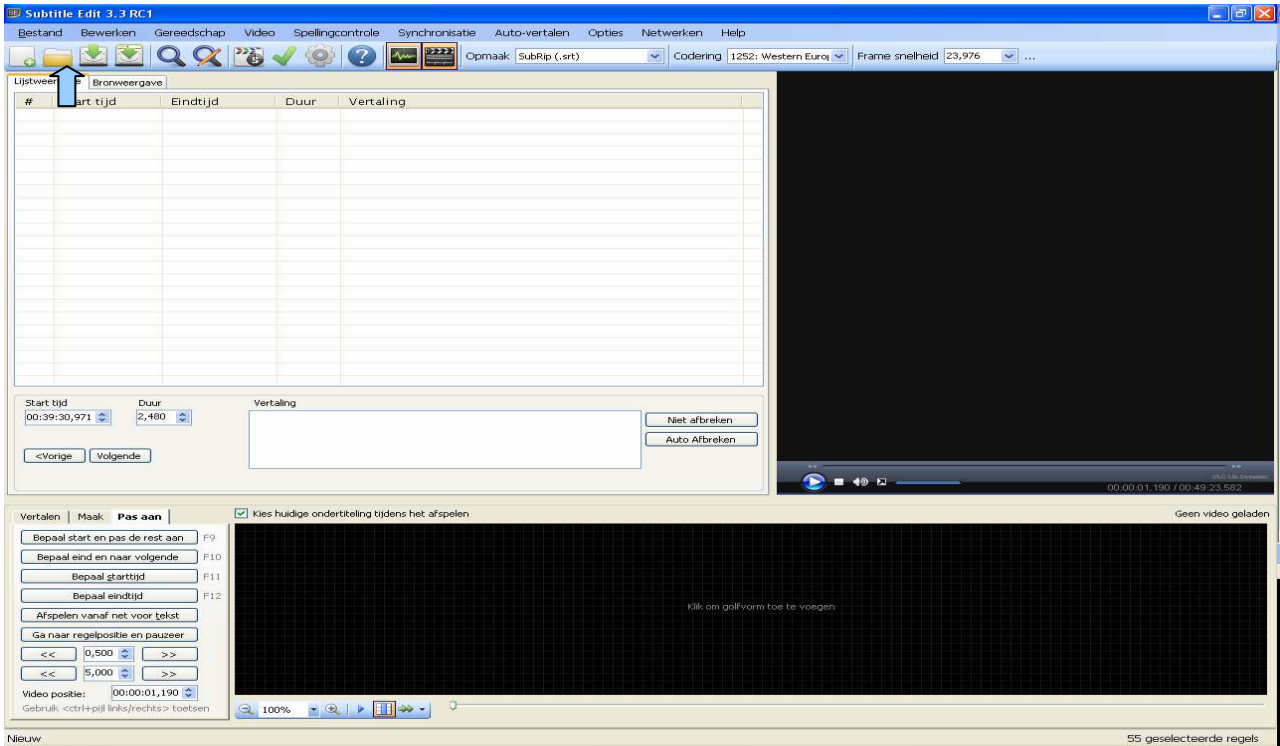 Subtitle Edit 3.3 RC1
Bestand Bewerken Gereedschap Video Spellingcontrole Synchronisatie Auto-vertalen Opties Netwerken Help
Opmaak SubRip (.srt) Codering 1252: Western Euro Frame snelheid 23,976 ...
Bronweergave
# art tijd Eindtijd Duur Vertaling
Start tijd Duur Vertaling
00:39:30,971 2,480
Niet afbreken
Auto Afbreken
<Vorige Volgende
00:00:01,190 / 00:49:23,582
Vertalen Maak Pas aan
Kies huidige ondertiteling tijdens het afspelen
Geen video geladen
Bepaal start en pas de rest aan F9
Bepaal eind en naar volgende F10
Bepaal starttijd F11
Bepaal eindtijd F12
Afspelen vanaf net voor tekst
Ga naar regelpositie en pauzeer
<< 0,500 >>
<< 5,000 >>
Video positie: 00:00:01,190
Gebruik <ctrl+pijl links/rechts> toetsen
Klik om golfvorm toe te voegen
100%
Nieuw
55 geselecteerde regels